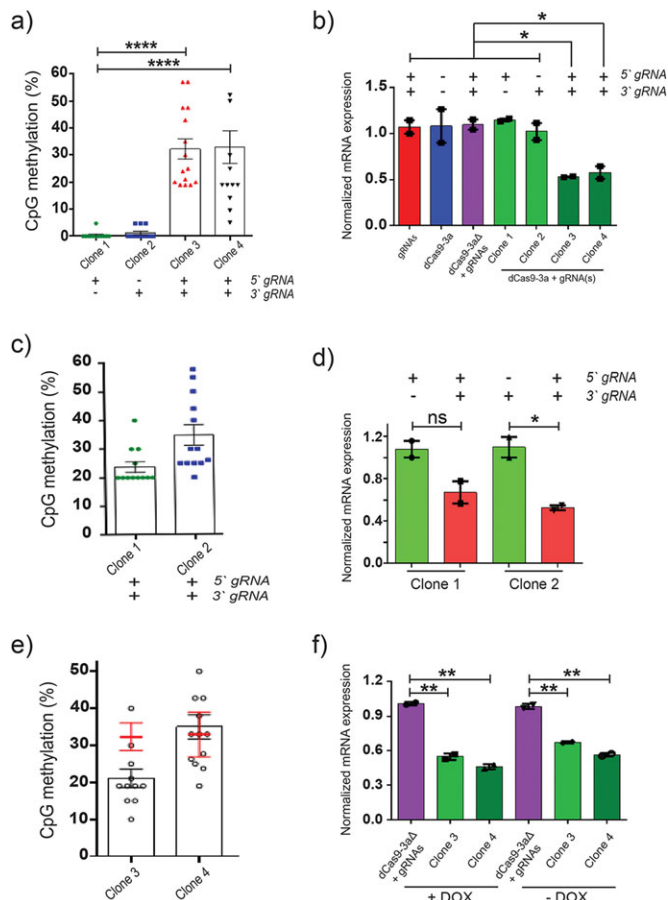 a)
****
****
CpG methylation (%)
60
50
40
30
20
10
0
Clone 1
Clone 2
Clone 3
Clone 4
+ - + + 5` gRNA
- + + + 3` gRNA
b)
*
*
+ - + + - + + 5` gRNA
+ - + - + + + 3` gRNA
Normalized mRNA expression
1.5
1.0
0.5
0.0
gRNAs
dCas9-3a
dCas9-3aΔ
+ gRNAs
Clone 1
Clone 2
Clone 3
Clone 4
dCas9-3a + gRNA(s)
c)
CpG methylation (%)
60
50
40
30
20
10
0
Clone 1
Clone 2
+ + 5` gRNA
+ + 3` gRNA
d)
+ + - + 5` gRNA
- + + + 3` gRNA
ns
*
Normalized mRNA expression
1.2
0.8
0.4
0.0
Clone 1
Clone 2
e)
CpG methylation (%)
50
40
30
20
10
0
Clone 3
Clone 4
f)
**
**
**
**
Normalized mRNA expression
1.2
0.9
0.6
0.3
0.0
dCas9-3aΔ
+ gRNAs
Clone 3
Clone 4
dCas9-3aΔ
+ gRNAs
Clone 3
Clone 4
+ DOX
- DOX